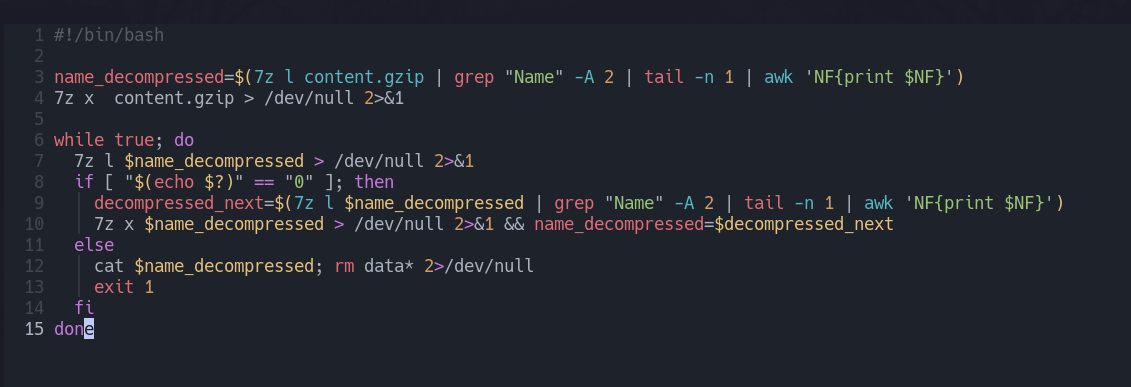 1 #!/bin/bash
2
3 name_decompressed=$(7z l content.gzip | grep "Name" -A 2 | tail -n 1 | awk 'NF{print $NF}')
4 7z x  content.gzip > /dev/null 2>&1
5
6 while true; do
7   7z l $name_decompressed > /dev/null 2>&1
8   if [ "$(echo $?)" == "0" ]; then
9     decompressed_next=$(7z l $name_decompressed | grep "Name" -A 2 | tail -n 1 | awk 'NF{print $NF}')
10     7z x $name_decompressed > /dev/null 2>&1 && name_decompressed=$decompressed_next
11   else
12     cat $name_decompressed; rm data* 2>/dev/null
13     exit 1
14   fi
15 done